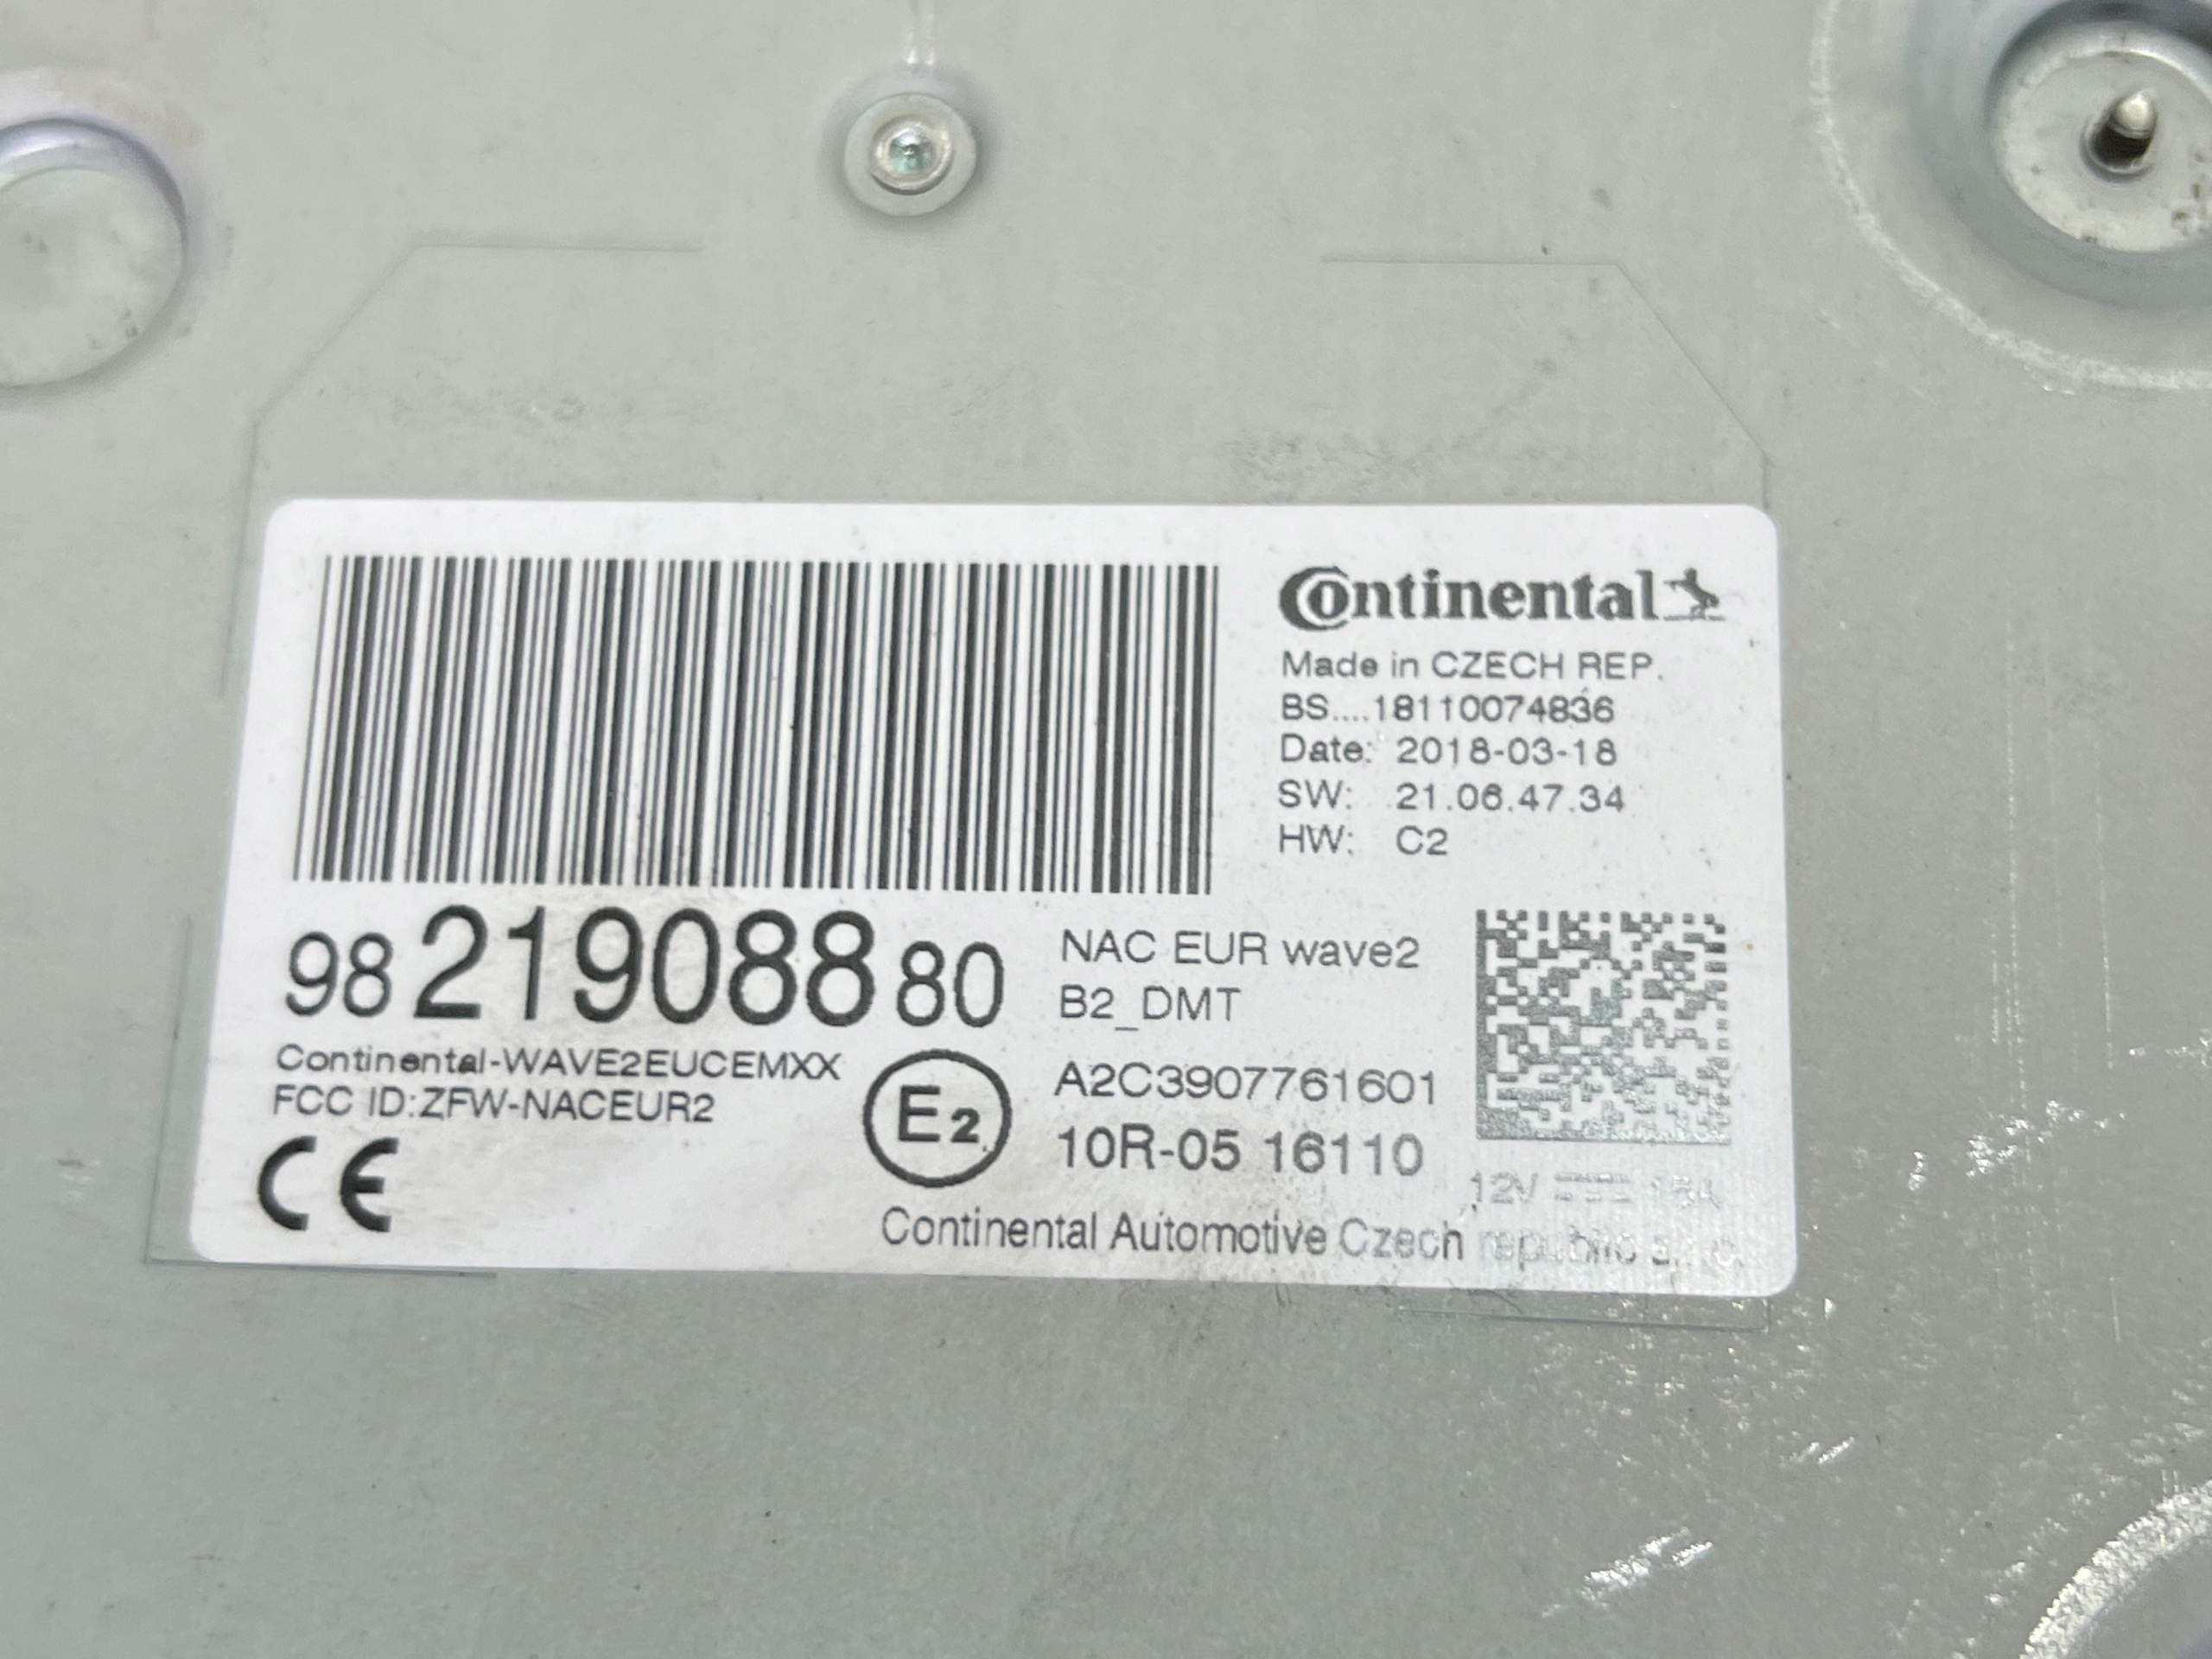 Continental
Made in CZECH REP.
BS....18110074836
Date: 2018-03-18
SW: 21.06.47.34
HW: C2
98 219088 80
NAC EUR wave2
B2_DMT
Continental-WAVE2EUCEMXX
FCC ID:ZFW-NACEUR2
CE
E2
A2C3907761601
10R-05 16110
12V
Continental Automotive Czech republic